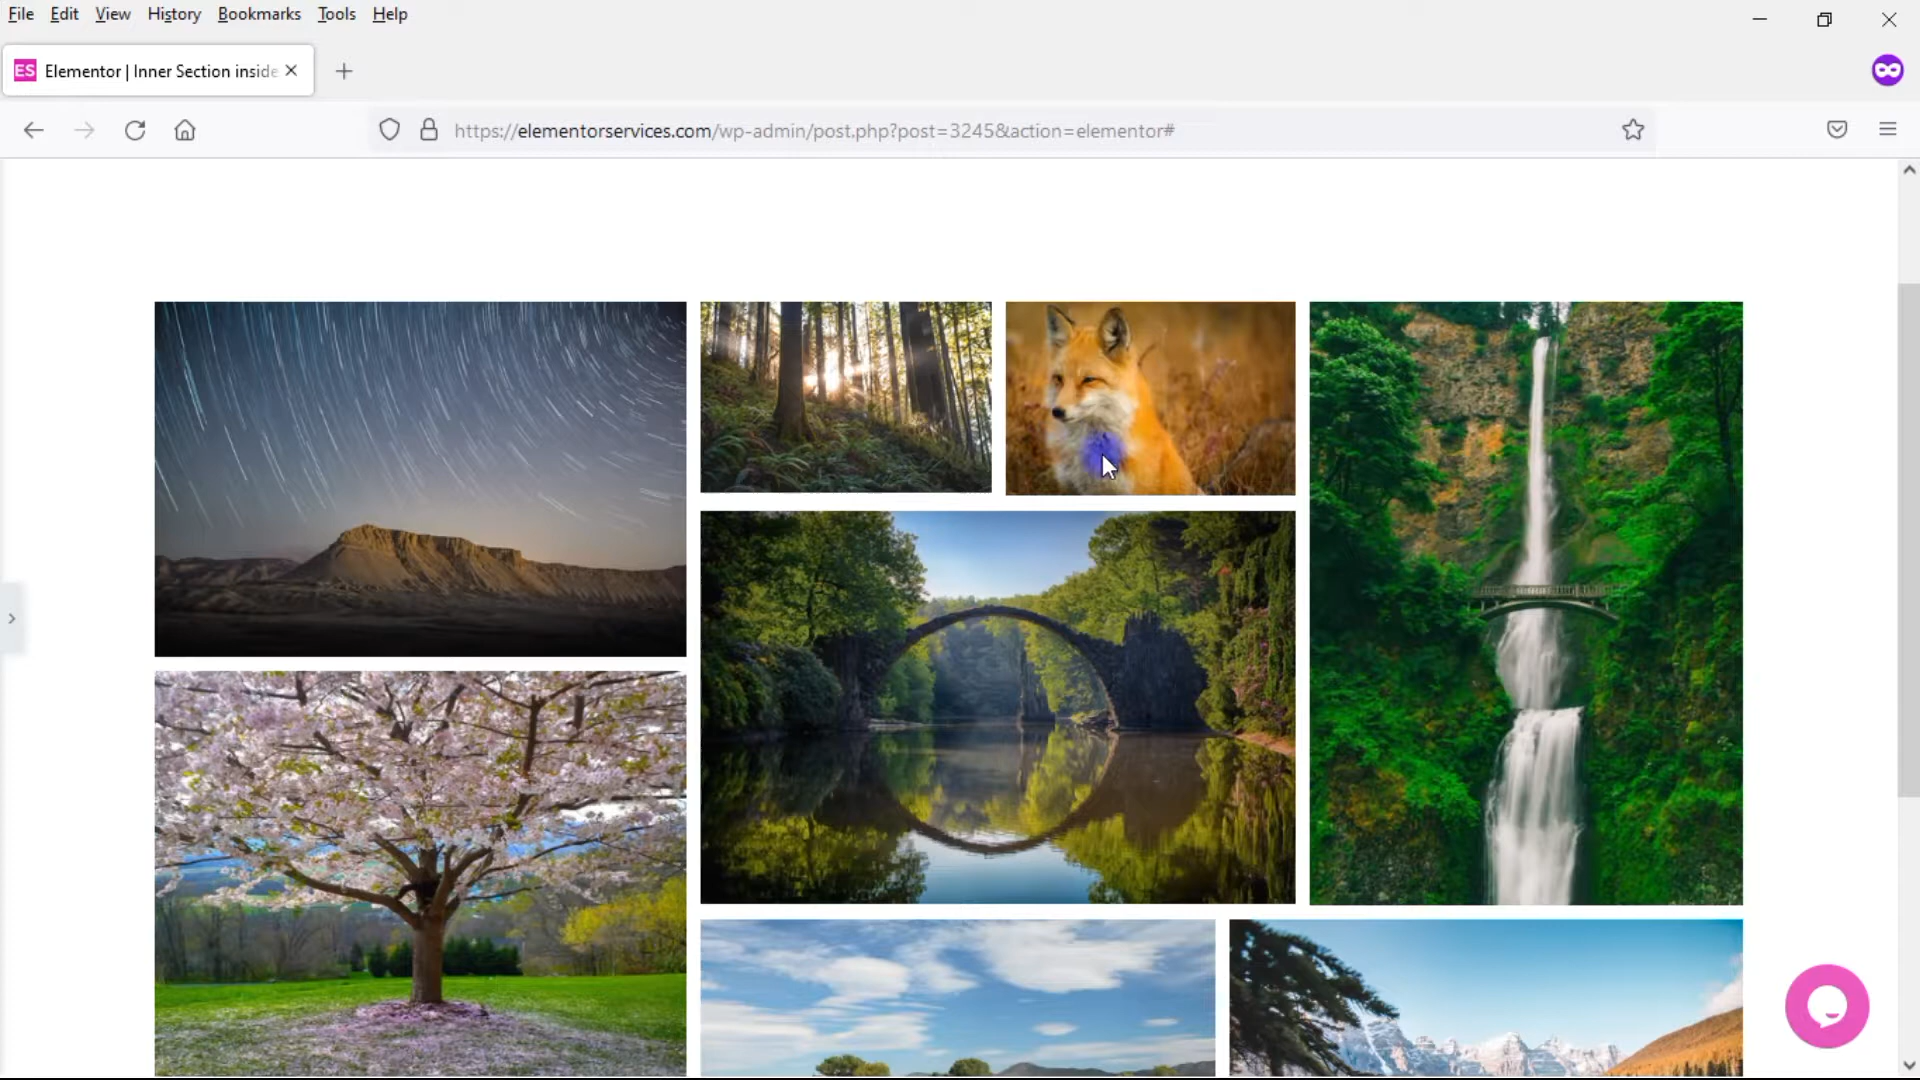 File Edit View History Bookmarks Tools Help
ES Elementor | Inner Section inside
https://elementorservices.com/wp-admin/post.php?post=3245&action=elementor#